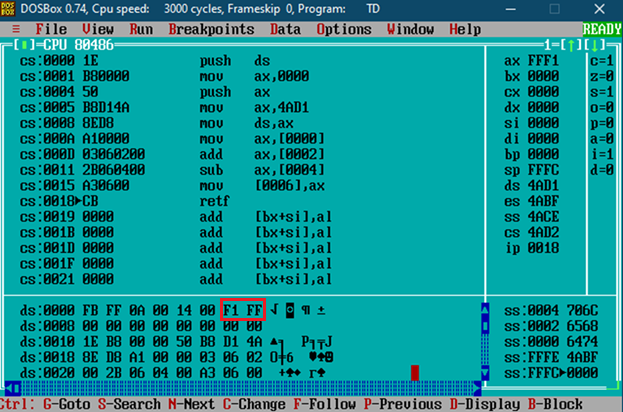 DOSBox 0.74, Cpu speed: 3000 cycles, Frameskip 0, Program: TD
≡ File View Run Breakpoints Data Options Window Help READY
[■]=CPU 80486 1=[↑][↓]
cs:0000 1E push ds ax FFF1 c=1
cs:0001 B80000 mov ax,0000 bx 0000 z=0
cs:0004 50 push ax cx 0000 s=1
cs:0005 B8D14A mov ax,4AD1 dx 0000 o=0
cs:0008 8ED8 mov ds,ax si 0000 p=0
cs:000A A10000 mov ax,[0000] di 0000 a=0
cs:000D 03060200 add ax,[0002] bp 0000 i=1
cs:0011 2B060400 sub ax,[0004] sp FFFC d=0
cs:0015 A30600 mov [0006],ax ds 4AD1
cs:0018►CB retf es 4ABF
cs:0019 0000 add [bx+si],al ss 4ACE
cs:001B 0000 add [bx+si],al cs 4AD2
cs:001D 0000 add [bx+si],al ip 0018
cs:001F 0000 add [bx+si],al
cs:0021 0000 add [bx+si],al
ds:0000 FB FF 0A 00 14 00 F1 FF √ ◙ ¶ ± ss:0004 706C
ds:0008 00 00 00 00 00 00 00 00 ss:0002 6568
ds:0010 1E B8 00 00 50 B8 D1 4A ▲╕ P╕╤J ss:0000 6474
ds:0018 8E D8 A1 00 00 03 06 02 ss:FFFE 4ABF
ds:0020 00 2B 06 04 00 A3 06 00 +♠♦ ú♠ ss:FFFC►0000
Ctrl: G-Goto S-Search N-Next C-Change F-Follow P-Previous D-Display B-Block